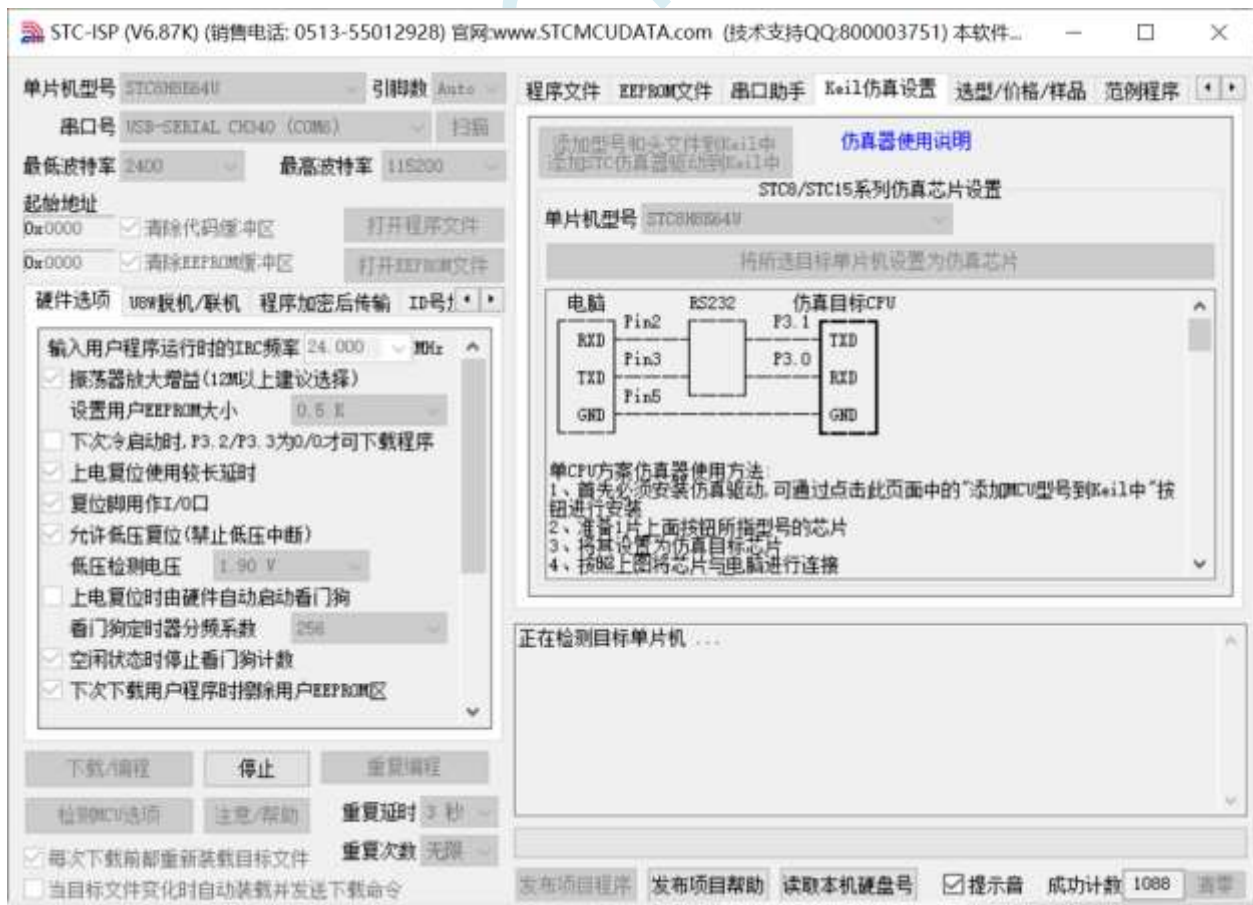 STC-ISP (V6.87K) (销售电话: 0513-55012928) 官网:www.STCMCUDATA.com (技术支持QQ:800003751) 本软件...
单片机型号 STC8H8K64U 引脚数 Auto
串口号 USB-SERIAL CH340 (COM6) 扫描
最低波特率 2400 最高波特率 115200
起始地址
0x0000 清除代码缓冲区 打开程序文件
0x0000 清除EEPROM缓冲区 打开EEPROM文件
硬件选项 U8W脱机/联机 程序加密后传输 ID号
输入用户程序运行时的IRC频率 24.000 MHz
振荡器放大增益(12M以上建议选择)
设置用户EEPROM大小 0.5 K
下次冷启动时,P3.2/P3.3为0/0才可下载程序
上电复位使用较长延时
复位脚用作I/O口
允许低压复位(禁止低压中断)
低压检测电压 1.90 V
上电复位时由硬件自动启动看门狗
看门狗定时器分频系数 256
空闲状态时停止看门狗计数
下次下载用户程序时擦除用户EEPROM区
下载/编程 停止 重复编程
检测MCU选项 注意/帮助 重复延时 3 秒
每次下载前都重新装载目标文件 重复次数 无限
当目标文件变化时自动装载并发送下载命令
程序文件 EEPROM文件 串口助手 Keil仿真设置 选型/价格/样品 范例程序
添加型号和头文件到Keil中
添加STC仿真器驱动到Keil中
仿真器使用说明
STC8/STC15系列仿真芯片设置
单片机型号 STC8H8K64U
将所选目标单片机设置为仿真芯片
电脑 RS232 仿真目标CPU
Pin2 P3.1
RXD TXD
Pin3 P3.0
TXD RXD
Pin5
GND GND
单CPU方案仿真器使用方法:
1、首先必须安装仿真驱动,可通过点击此页面中的"添加MCU型号到Keil中"按
钮进行安装
2、准备1片上面按钮所指型号的芯片
3、将其设置为仿真目标芯片
4、按照上图将芯片与电脑进行连接
正在检测目标单片机 ...
发布项目程序 发布项目帮助 读取本机硬盘号 提示音 成功计数 1088 清零